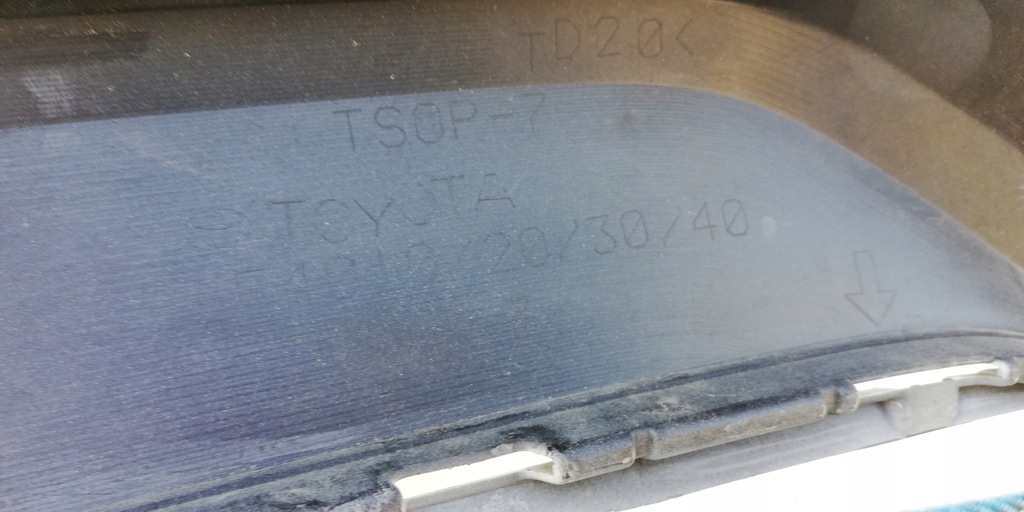 TD20<
TSOP-7
TOYOTA
/20/30/40